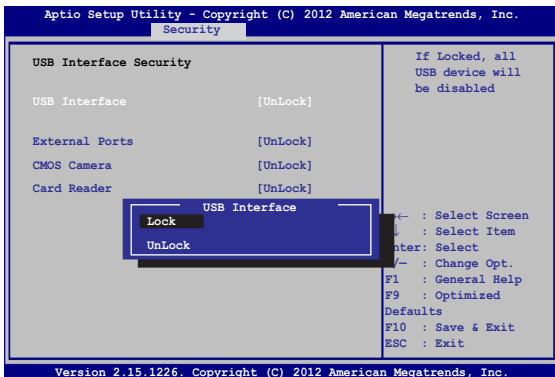 Aptio Setup Utility - Copyright (C) 2012 American Megatrends, Inc.
Security
USB Interface Security
USB Interface [UnLock]
External Ports [UnLock]
CMOS Camera [UnLock]
Card Reader [UnLock]
USB Interface
Lock
UnLock
If Locked, all
USB device will
be disabled
← : Select Screen
↓ : Select Item
nter: Select
/— : Change Opt.
F1 : General Help
F9 : Optimized
Defaults
F10 : Save & Exit
ESC : Exit
Version 2.15.1226. Copyright (C) 2012 American Megatrends, Inc.